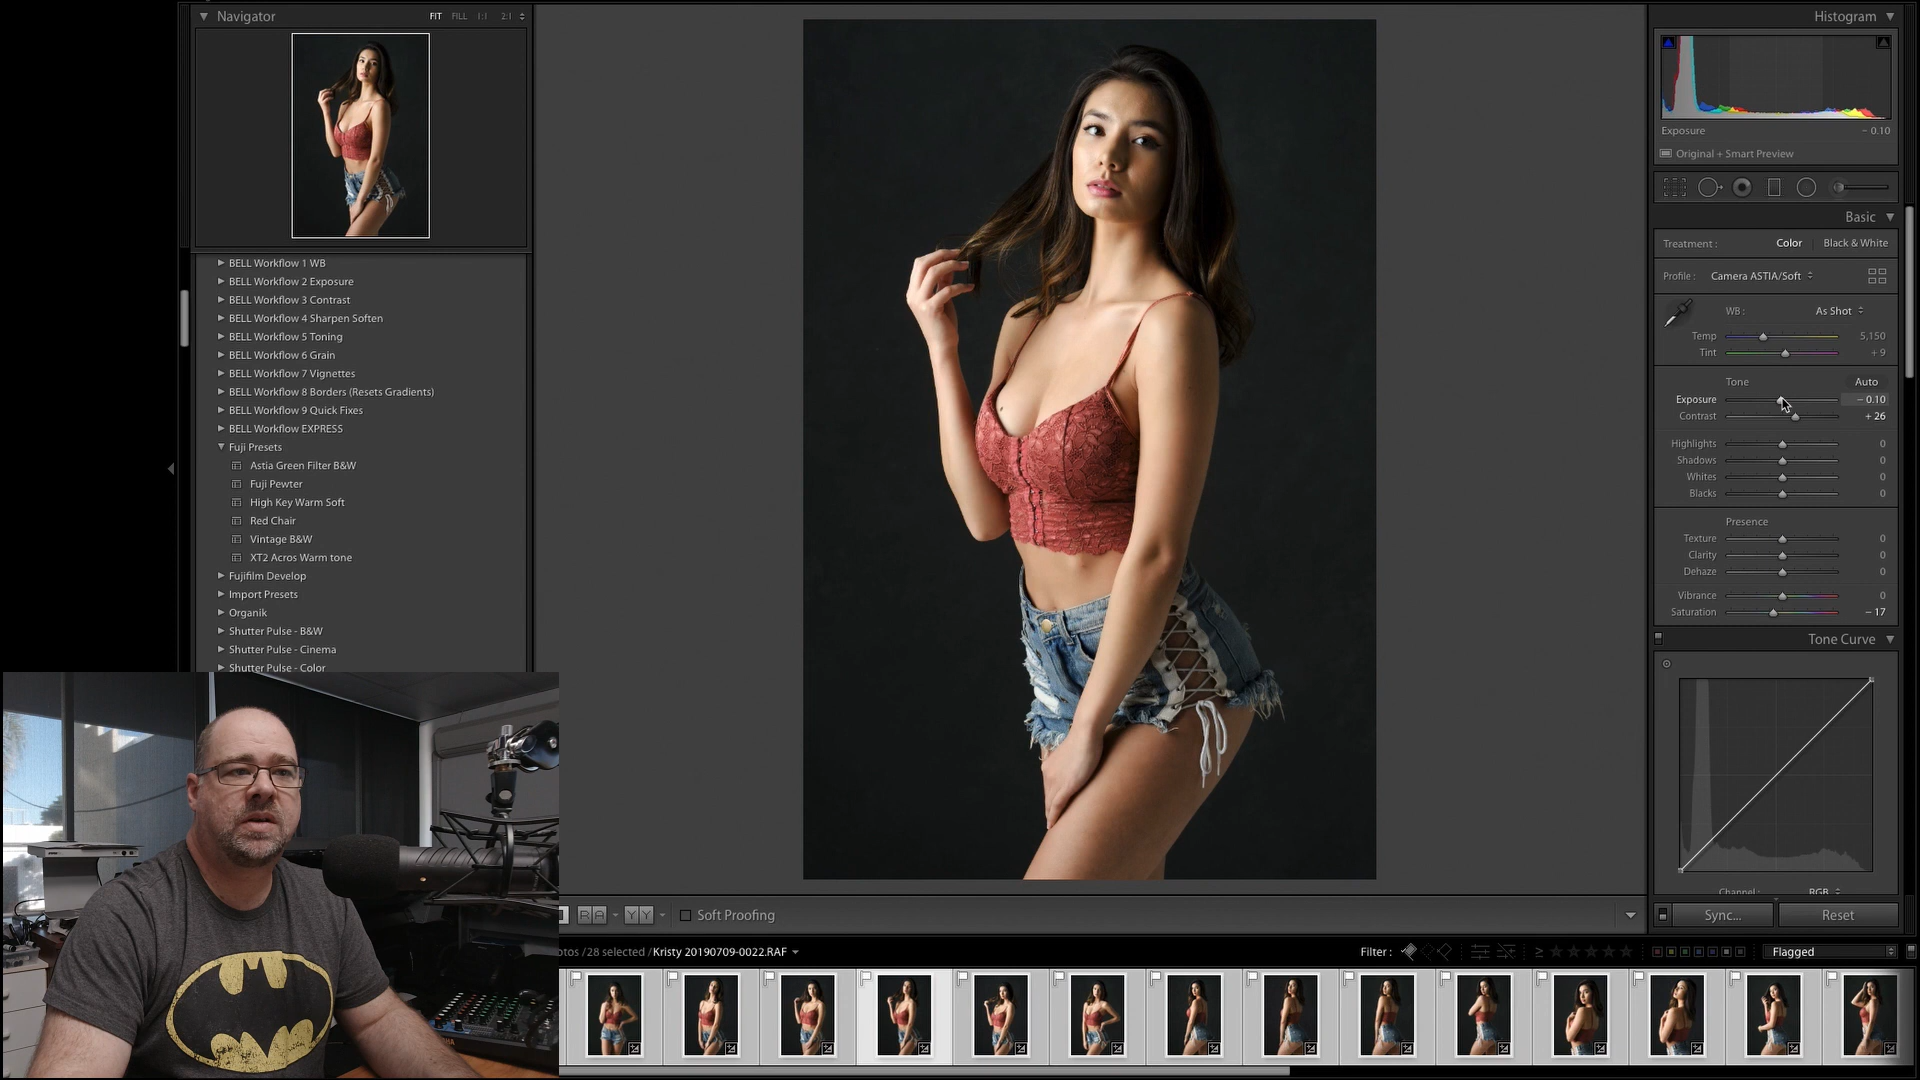 Navigator
FIT FILL 1:1 2:1
BELL Workflow 1 WB
BELL Workflow 2 Exposure
BELL Workflow 3 Contrast
BELL Workflow 4 Sharpen Soften
BELL Workflow 5 Toning
BELL Workflow 6 Grain
BELL Workflow 7 Vignettes
BELL Workflow 8 Borders (Resets Gradients)
BELL Workflow 9 Quick Fixes
BELL Workflow EXPRESS
Fuji Presets
Astia Green Filter B&W
Fuji Pewter
High Key Warm Soft
Red Chair
Vintage B&W
XT2 Acros Warm tone
Fujifilm Develop
Import Presets
Organik
Shutter Pulse - B&W
Shutter Pulse - Cinema
Shutter Pulse - Color
Histogram
Exposure − 0.10
Original + Smart Preview
Basic
Treatment : Color Black & White
Profile : Camera ASTIA/Soft
WB : As Shot
Temp 5,150
Tint + 9
Tone Auto
Exposure − 0.10
Contrast + 26
Highlights 0
Shadows 0
Whites 0
Blacks 0
Presence
Texture 0
Clarity 0
Dehaze 0
Vibrance 0
Saturation − 17
Tone Curve
Channel : RGB
RA YY Soft Proofing
Sync... Reset
otos /28 selected /Kristy 20190709-0022.RAF
Filter : ≥ Flagged